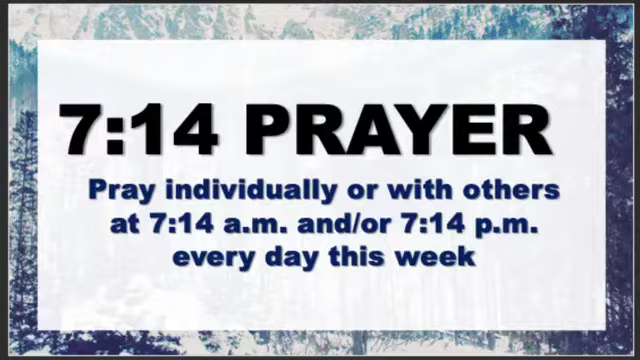 7:14 PRAYER
Pray individually or with others
at 7:14 a.m. and/or 7:14 p.m.
every day this week